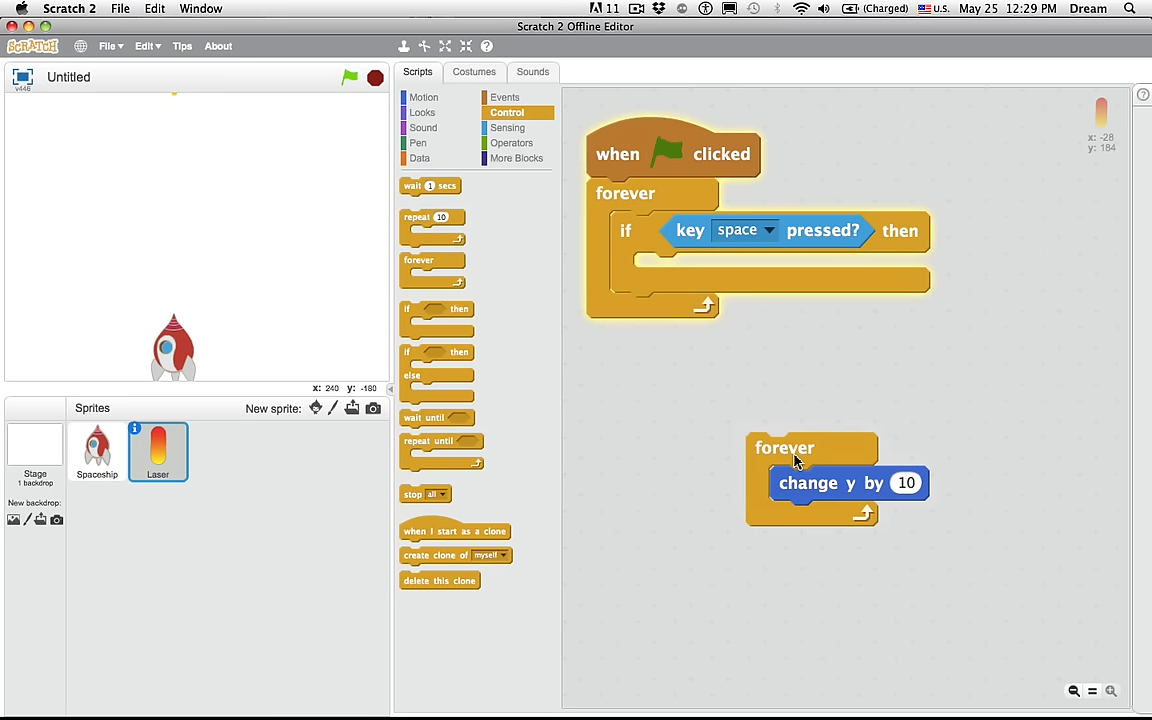 Scratch 2 File Edit Window 11 (Charged) U.S. May 25 12:29 PM Dream
Scratch 2 Offline Editor
SCRATCH File Edit Tips About
Untitled
v446
Scripts Costumes Sounds
Motion Events
Looks Control
Sound Sensing
Pen Operators
Data More Blocks
wait 1 secs
repeat 10
forever
if then
if then
else
wait until
repeat until
stop all
when I start as a clone
create clone of myself
delete this clone
when clicked
forever
if key space pressed? then
forever
change y by 10
x: -28
y: 184
x: 240 y: -180
Sprites New sprite:
Stage
1 backdrop
New backdrop:
Spaceship
Laser